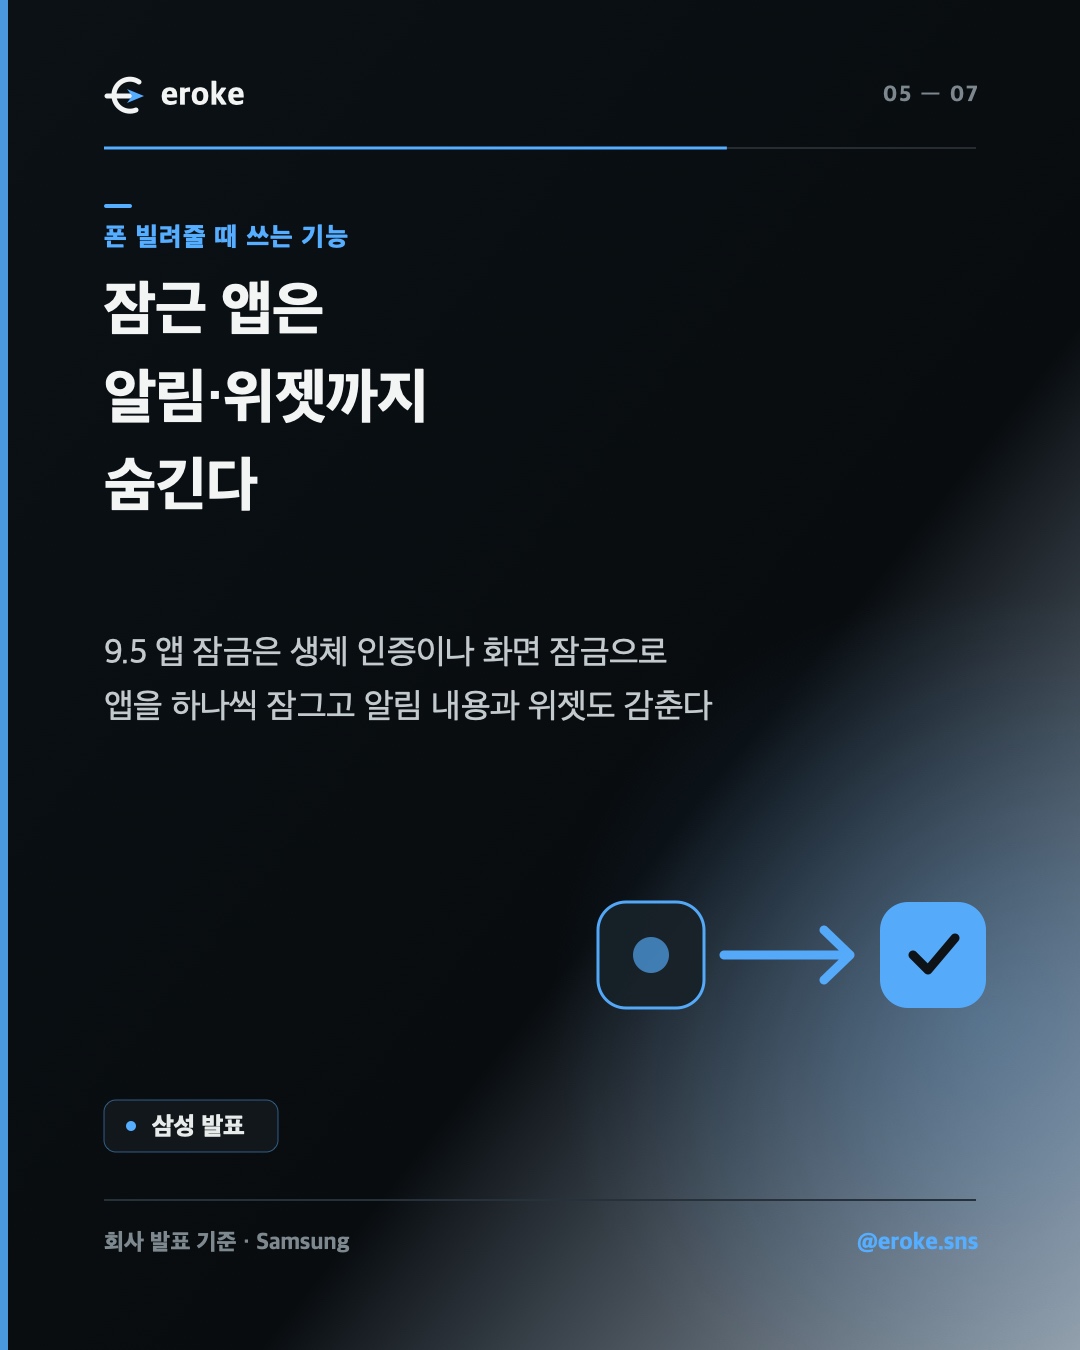 eroke
05 — 07
폰 빌려줄 때 쓰는 기능
잠근 앱은
알림·위젯까지
숨긴다
9.5 앱 잠금은 생체 인증이나 화면 잠금으로
앱을 하나씩 잠그고 알림 내용과 위젯도 감춘다
삼성 발표
회사 발표 기준 · Samsung
@eroke.sns